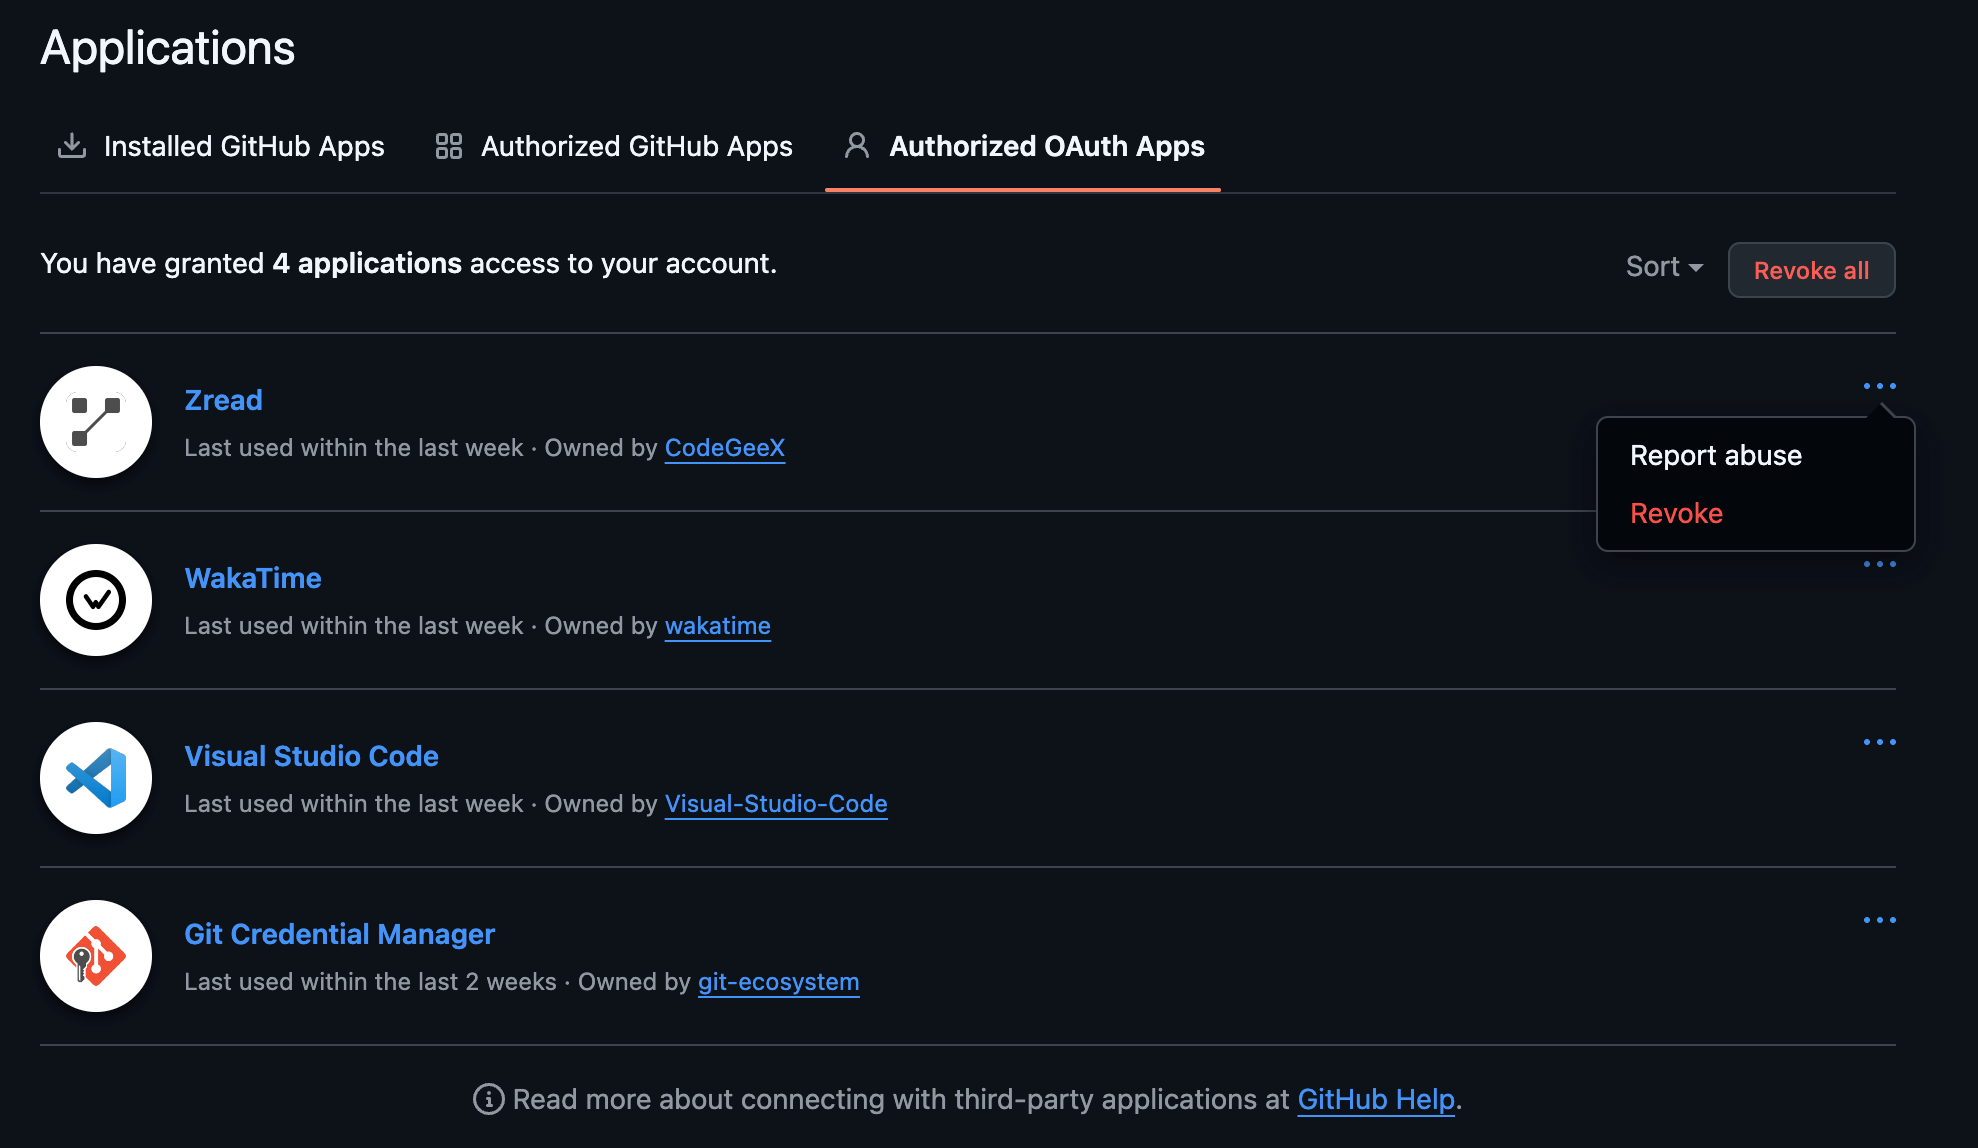 Applications
Installed GitHub Apps
Authorized GitHub Apps
Authorized OAuth Apps
You have granted 4 applications access to your account.
Sort
Revoke all
Zread
Last used within the last week · Owned by CodeGeeX
Report abuse
Revoke
WakaTime
Last used within the last week · Owned by wakatime
Visual Studio Code
Last used within the last week · Owned by Visual-Studio-Code
Git Credential Manager
Last used within the last 2 weeks · Owned by git-ecosystem
Read more about connecting with third-party applications at GitHub Help.